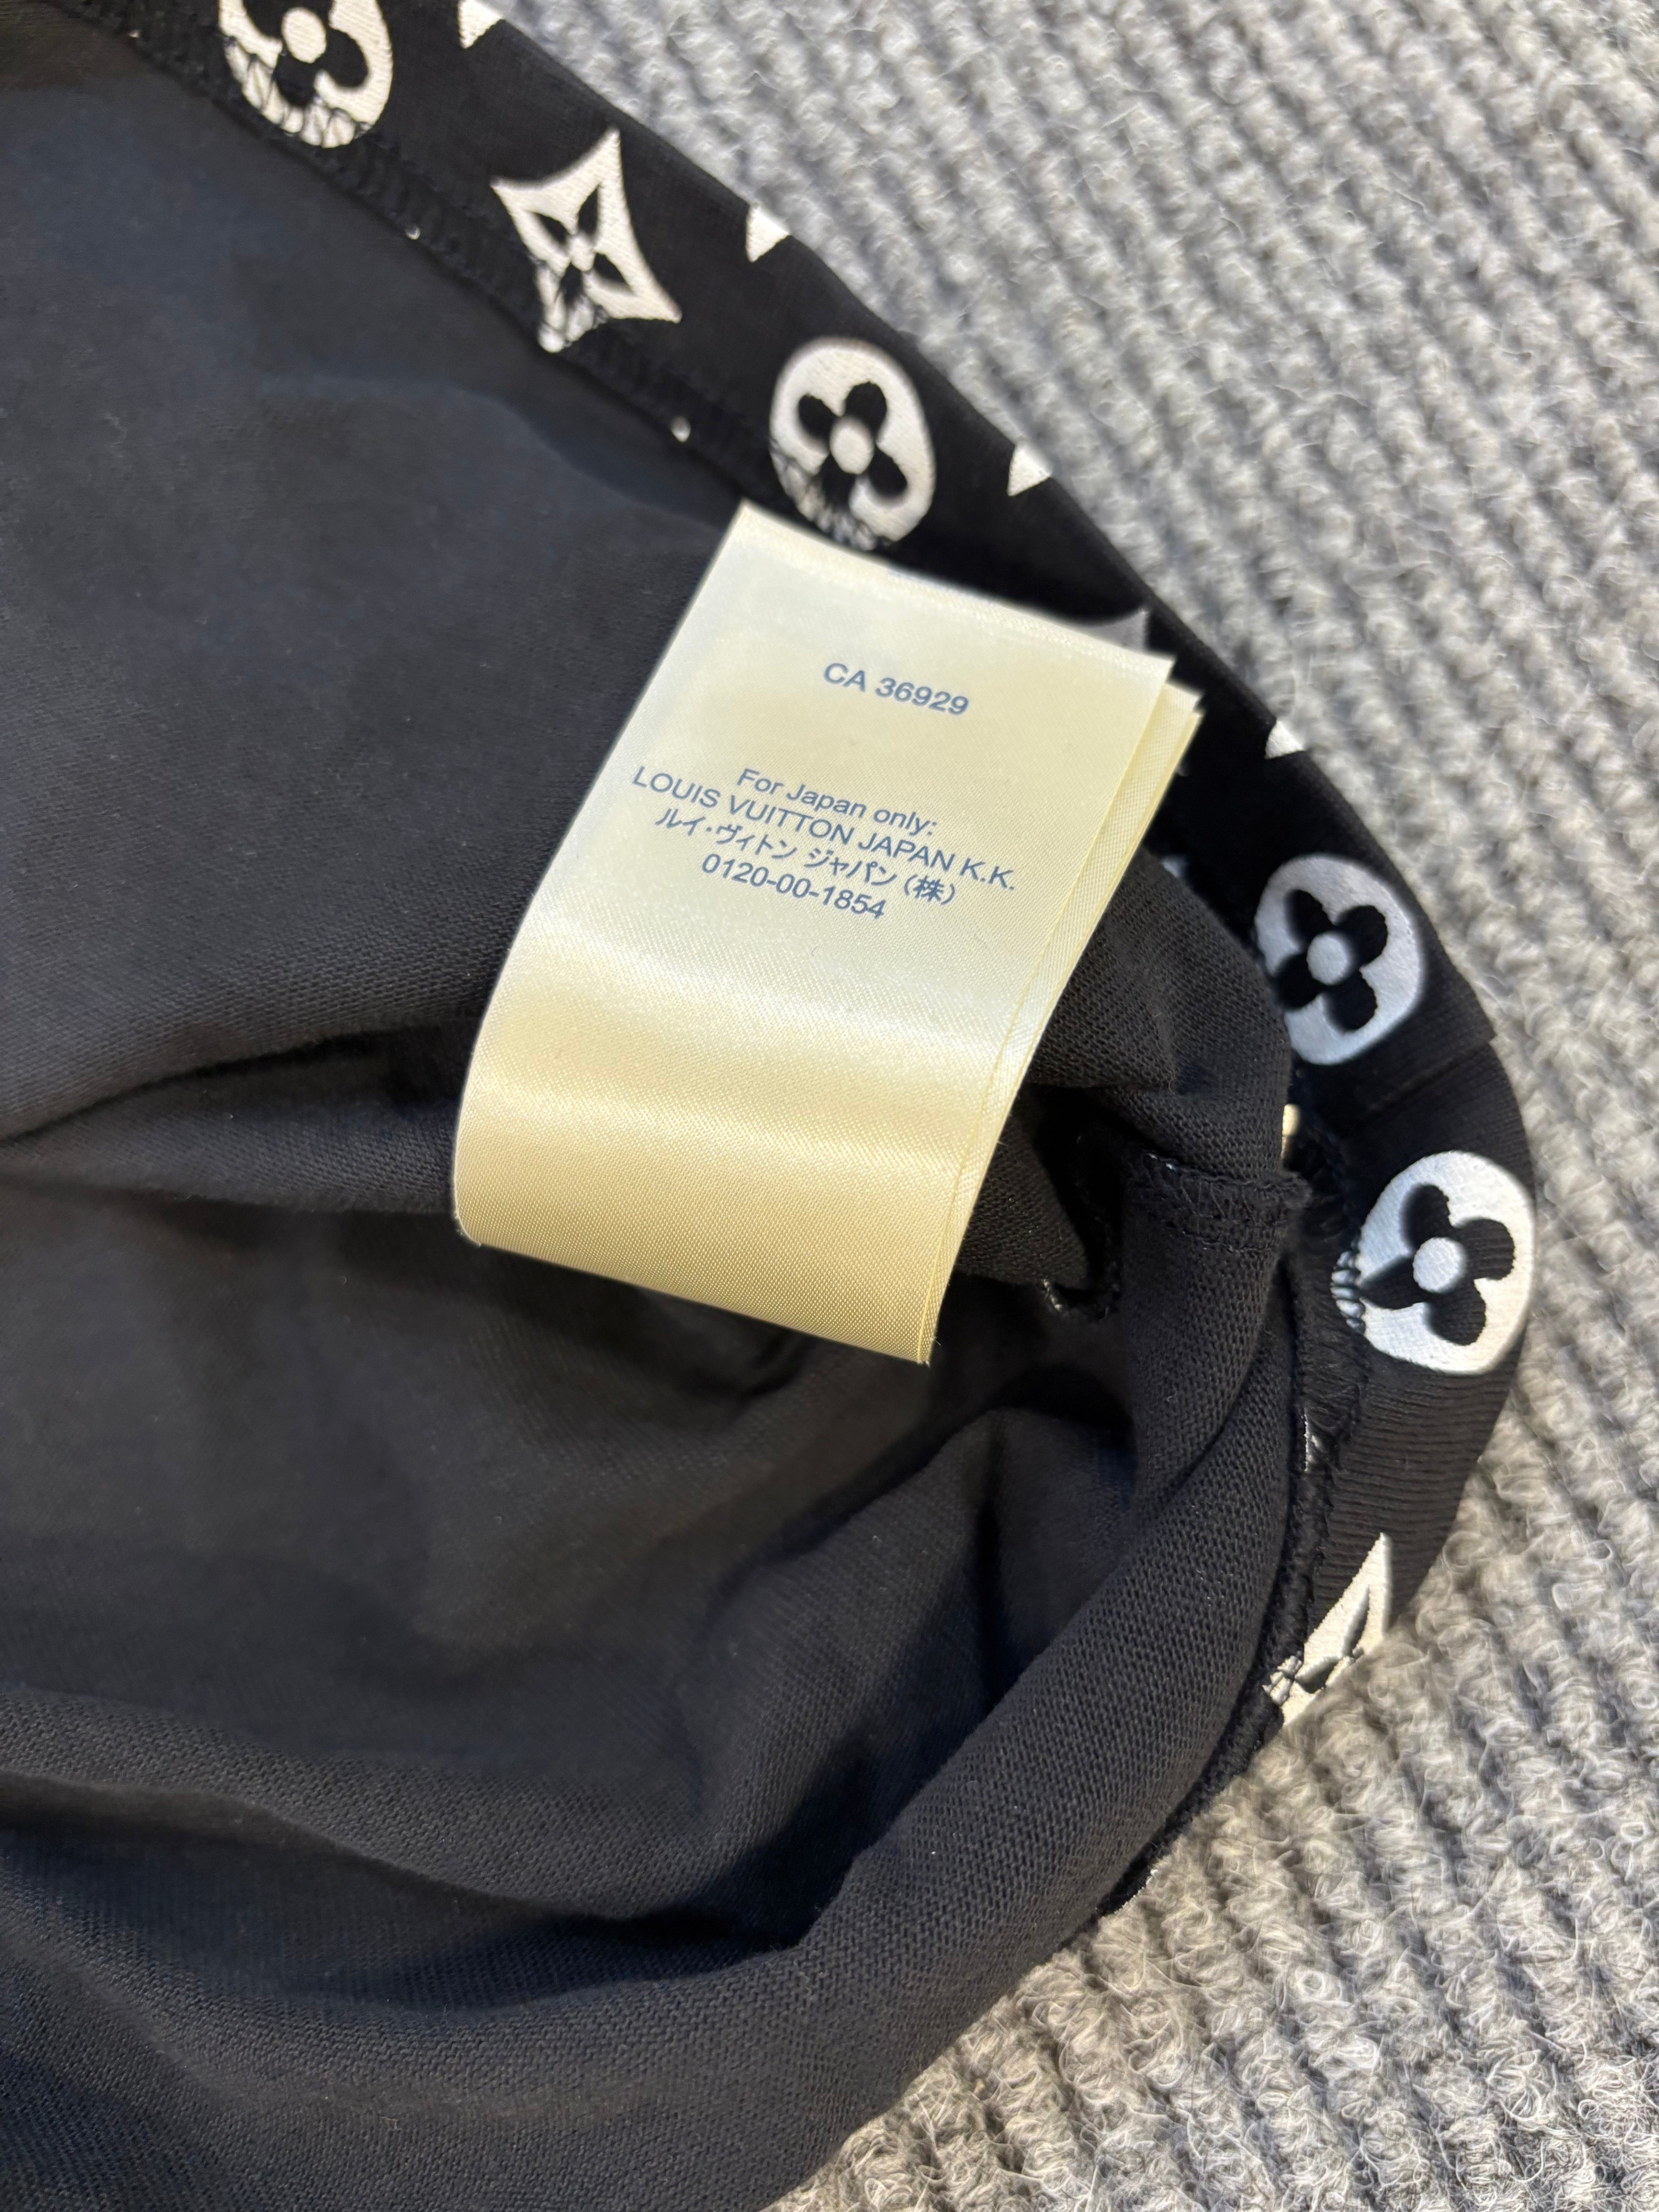 CA 36929
For Japan only:
LOUIS VUITTON JAPAN K.K.
ルイ・ヴィトン ジャパン (株)
0120-00-1854